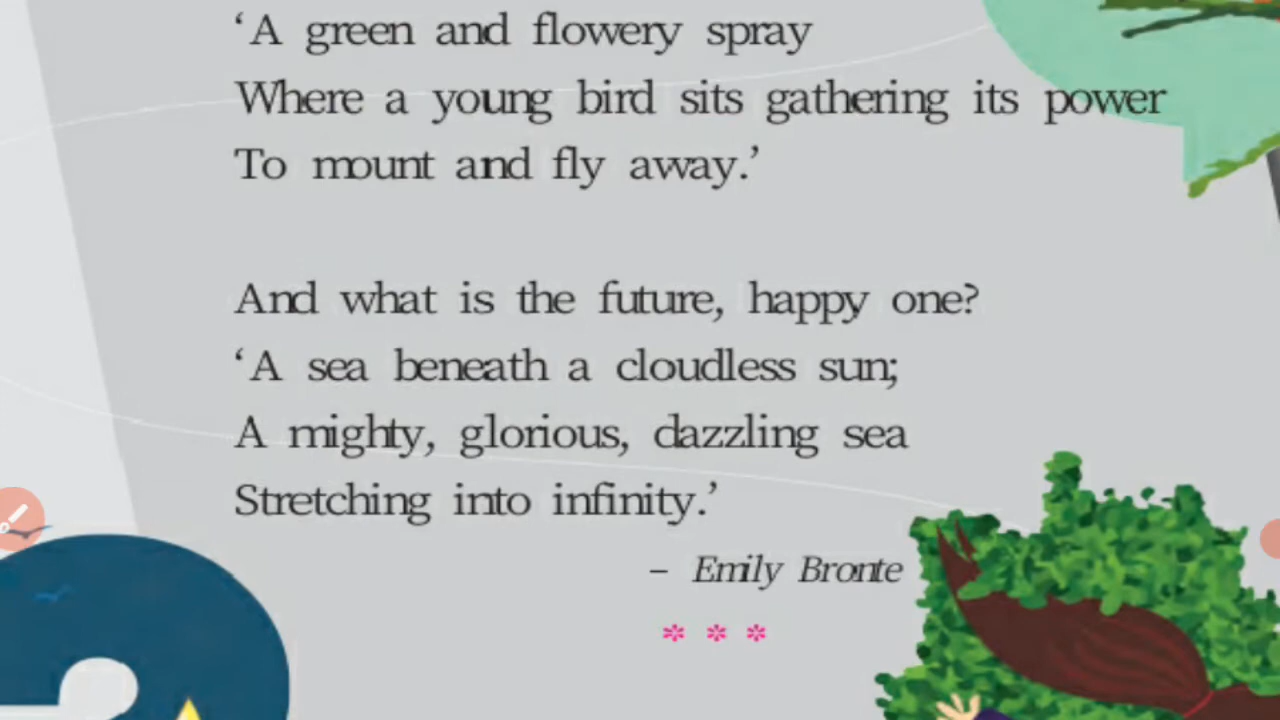 ‘A green and flowery spray
Where a young bird sits gathering its power
To mount and fly away.’
And what is the future, happy one?
‘A sea beneath a cloudless sun;
A mighty, glorious, dazzling sea
Stretching into infinity.’
– Emily Bronte
* * *